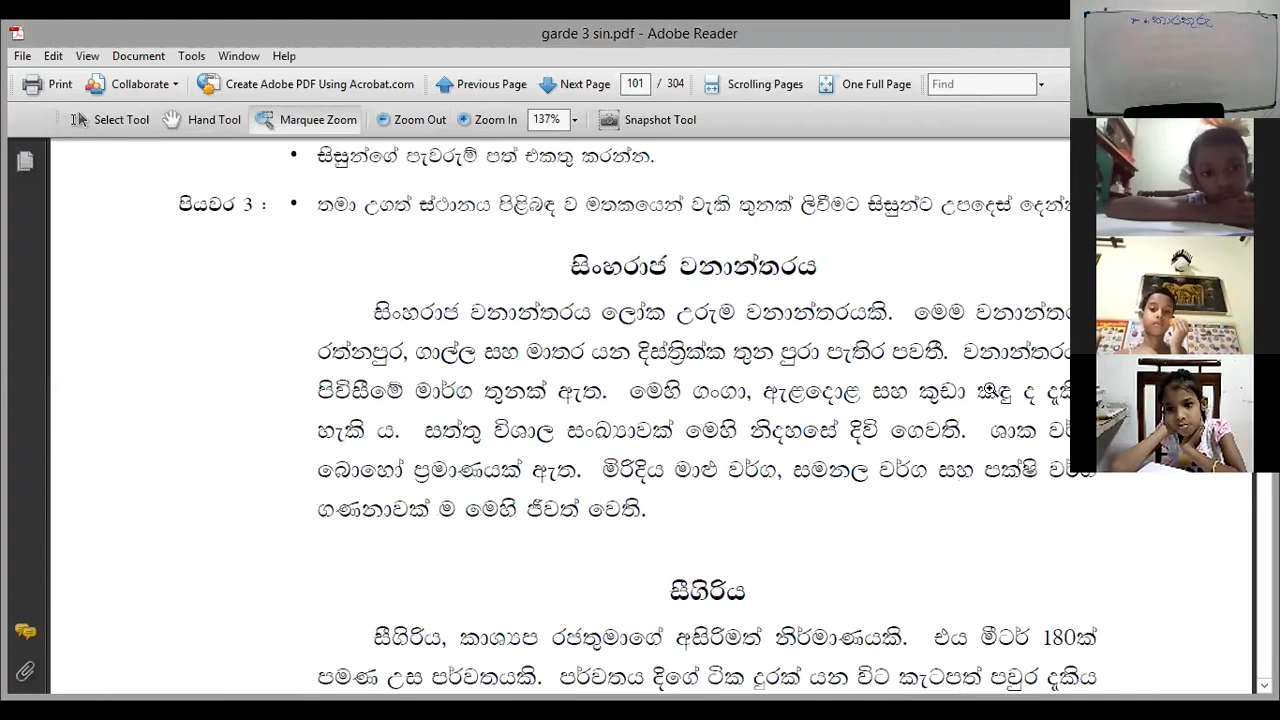 garde 3 sin.pdf - Adobe Reader
File Edit View Document Tools Window Help
Print Collaborate Create Adobe PDF Using Acrobat.com Previous Page Next Page 101 / 304 Scrolling Pages One Full Page Find
Select Tool Hand Tool Marquee Zoom Zoom Out Zoom In 137% Snapshot Tool
• සිසුන්ගේ පැවරුම් පත් එකතු කරන්න.
පියවර 3 : • තමා උගත් ස්ථානය පිළිබඳ ව මතකයෙන් වැකි තුනක් ලිවීමට සිසුන්ට උපදෙස්
සිංහරාජ වනාන්තරය
සිංහරාජ වනාන්තරය ලෝක උරුම වනාන්තරයකි. මෙම
රත්නපුර, ගාල්ල සහ මාතර යන දිස්ත්‍රික්ක තුන පුරා පැතිර පවතී.
පිවිසීමේ මාර්ග තුනක් ඇත. මෙහි ගංගා, ඇළදොළ සහ කුඩා කඳු ද
හැකි ය. සත්තු විශාල සංඛ්‍යාවක් මෙහි නිදහසේ දිවි ගෙවති. ශාක
බොහෝ ප්‍රමාණයක් ඇත. මිරිදිය මාළු වර්ග, සමනල වර්ග සහ පක්ෂි වර්ග
ගණනාවක් ම මෙහි ජීවත් වෙති.
සීගිරිය
සීගිරිය, කාශ්‍යප රජතුමාගේ අසිරිමත් නිර්මාණයකි. එය මීටර් 180ක්
පමණ උස පර්වතයකි. පර්වතය දිගේ ටික දුරක් යන විට කැටපත් පවුර දැකිය